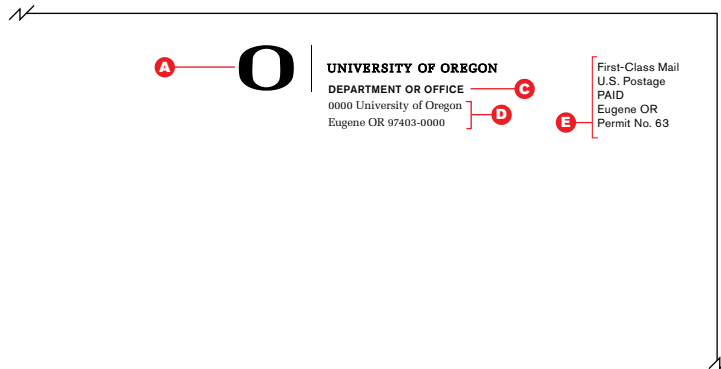 A
O
UNIVERSITY OF OREGON
DEPARTMENT OR OFFICE
C
0000 University of Oregon
Eugene OR 97403-0000
D
First-Class Mail
U.S. Postage
PAID
Eugene OR
Permit No. 63
E